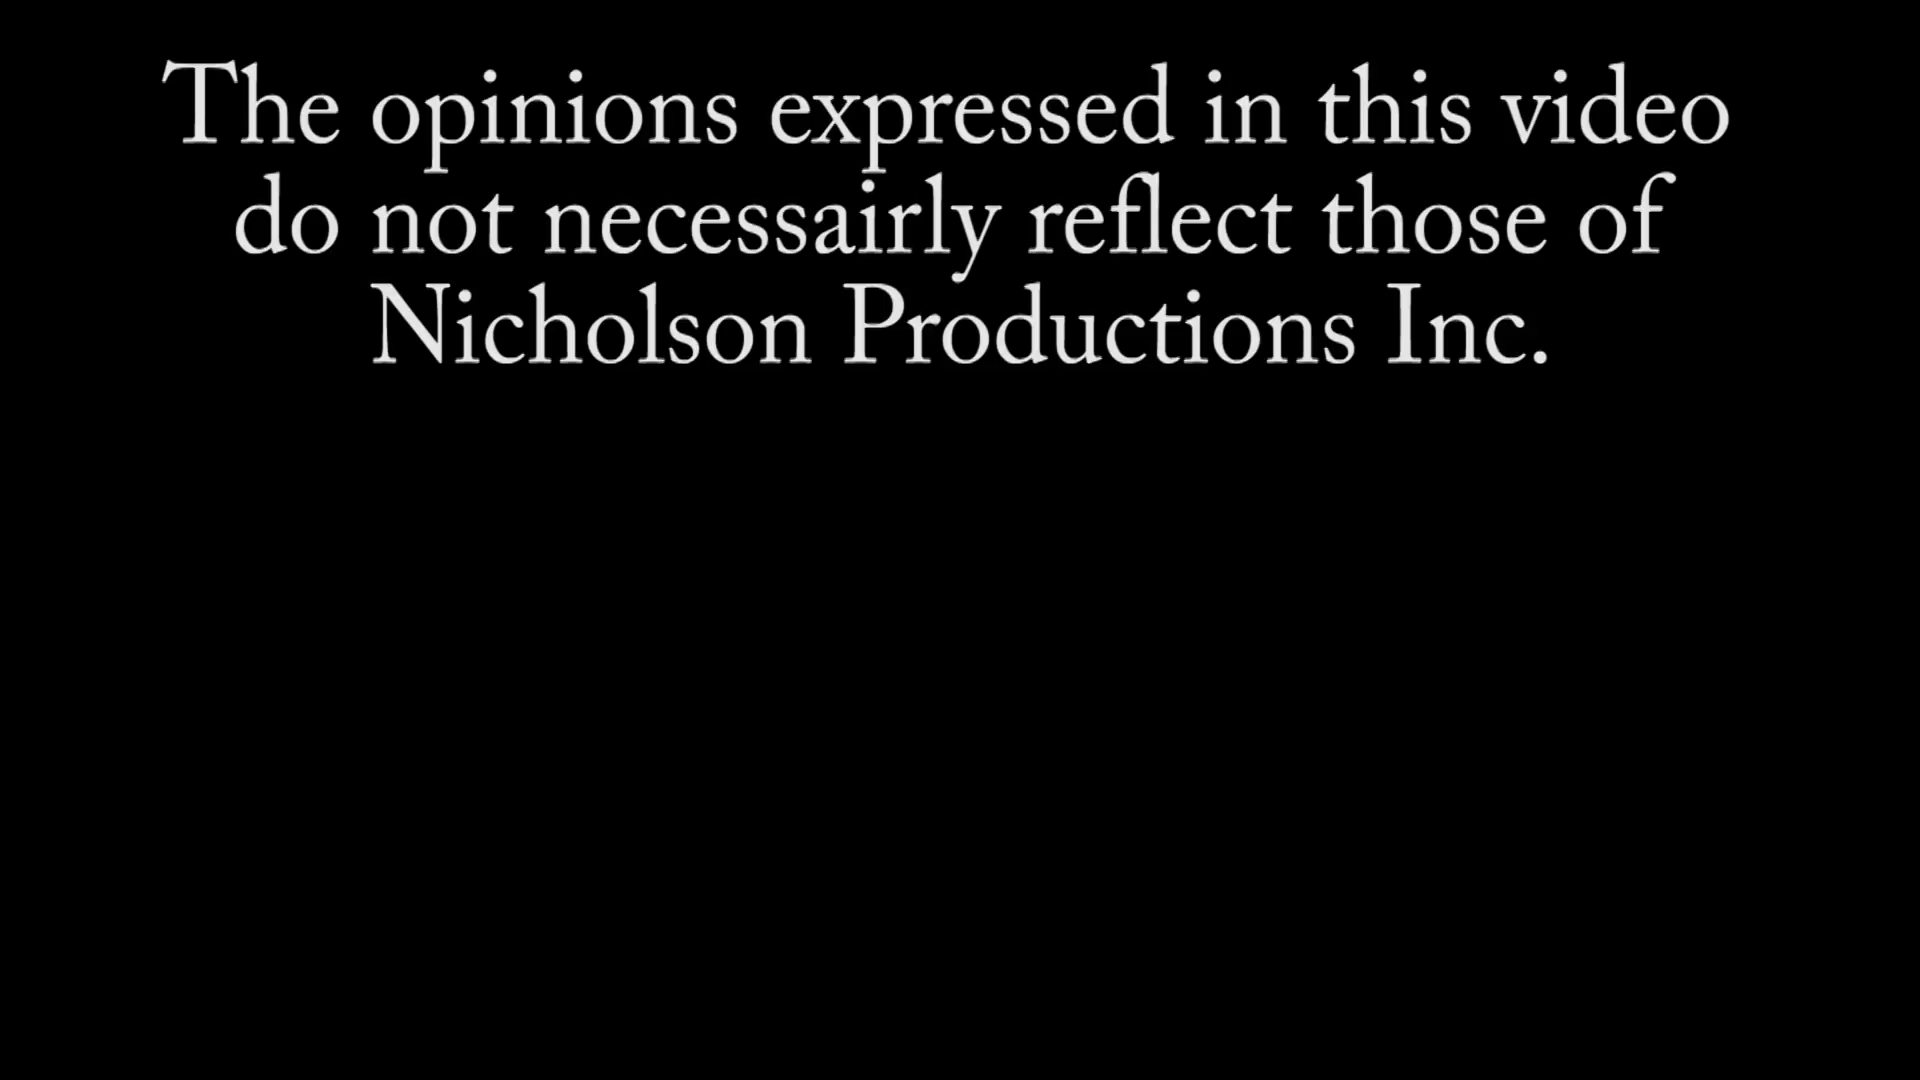 The opinions expressed in this video
do not necessairly reflect those of
Nicholson Productions Inc.